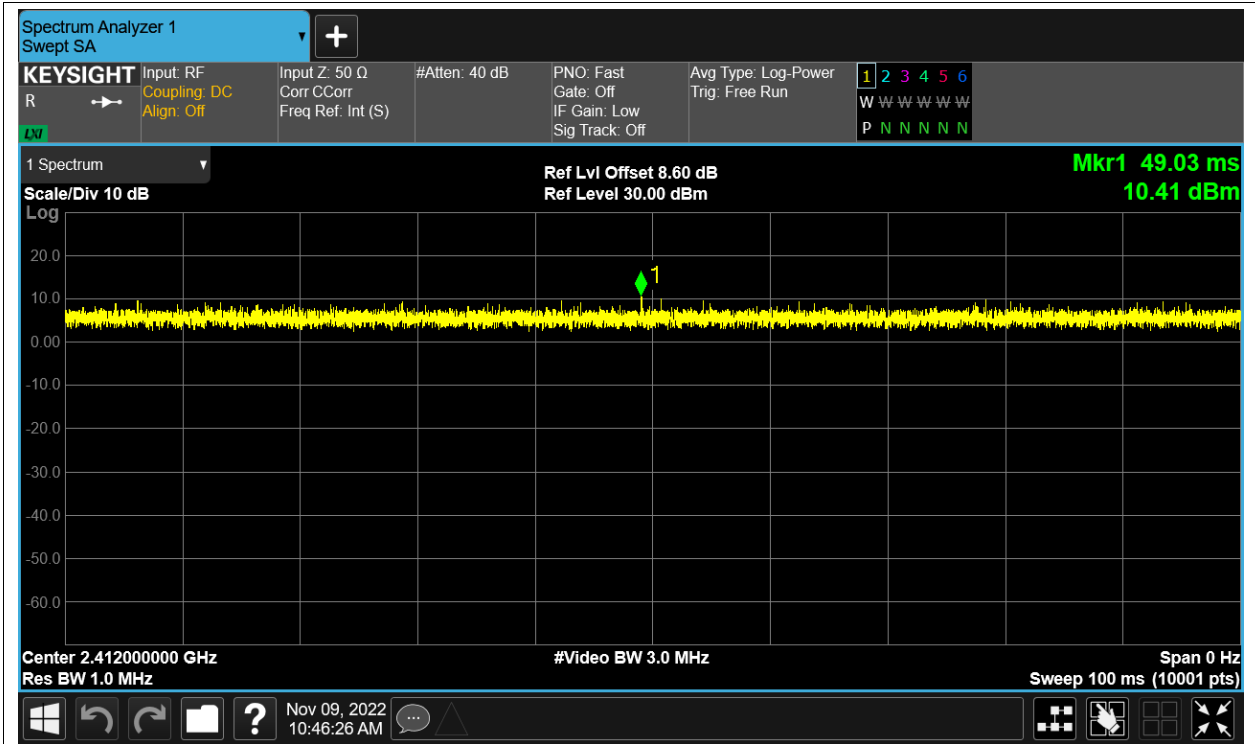 Spectrum Analyzer 1
Swept SA
+
KEYSIGHT
R
LXI
Input: RF
Coupling: DC
Align: Off
Input Z: 50 Ω
Corr CCorr
Freq Ref: Int (S)
#Atten: 40 dB
PNO: Fast
Gate: Off
IF Gain: Low
Sig Track: Off
Avg Type: Log-Power
Trig: Free Run
1 2 3 4 5 6
W W W W W W
P N N N N N
1 Spectrum
Scale/Div 10 dB
Log
Ref Lvl Offset 8.60 dB
Ref Level 30.00 dBm
Mkr1 49.03 ms
10.41 dBm
1
20.0
10.0
0.00
-10.0
-20.0
-30.0
-40.0
-50.0
-60.0
Center 2.412000000 GHz
#Video BW 3.0 MHz
Span 0 Hz
Res BW 1.0 MHz
Sweep 100 ms (10001 pts)
?
Nov 09, 2022
10:46:26 AM